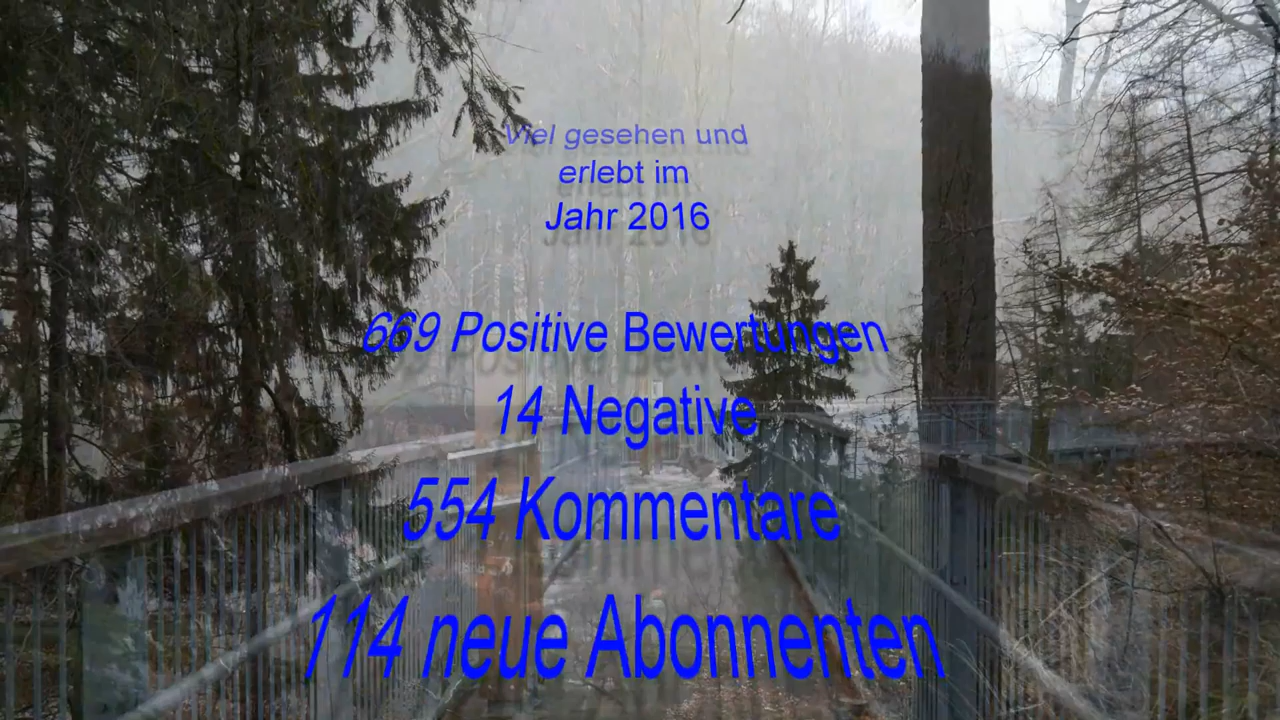 Viel gesehen und
erlebt im
Jahr 2016
669 Positive Bewertungen
14 Negative
554 Kommentare
114 neue Abonnenten